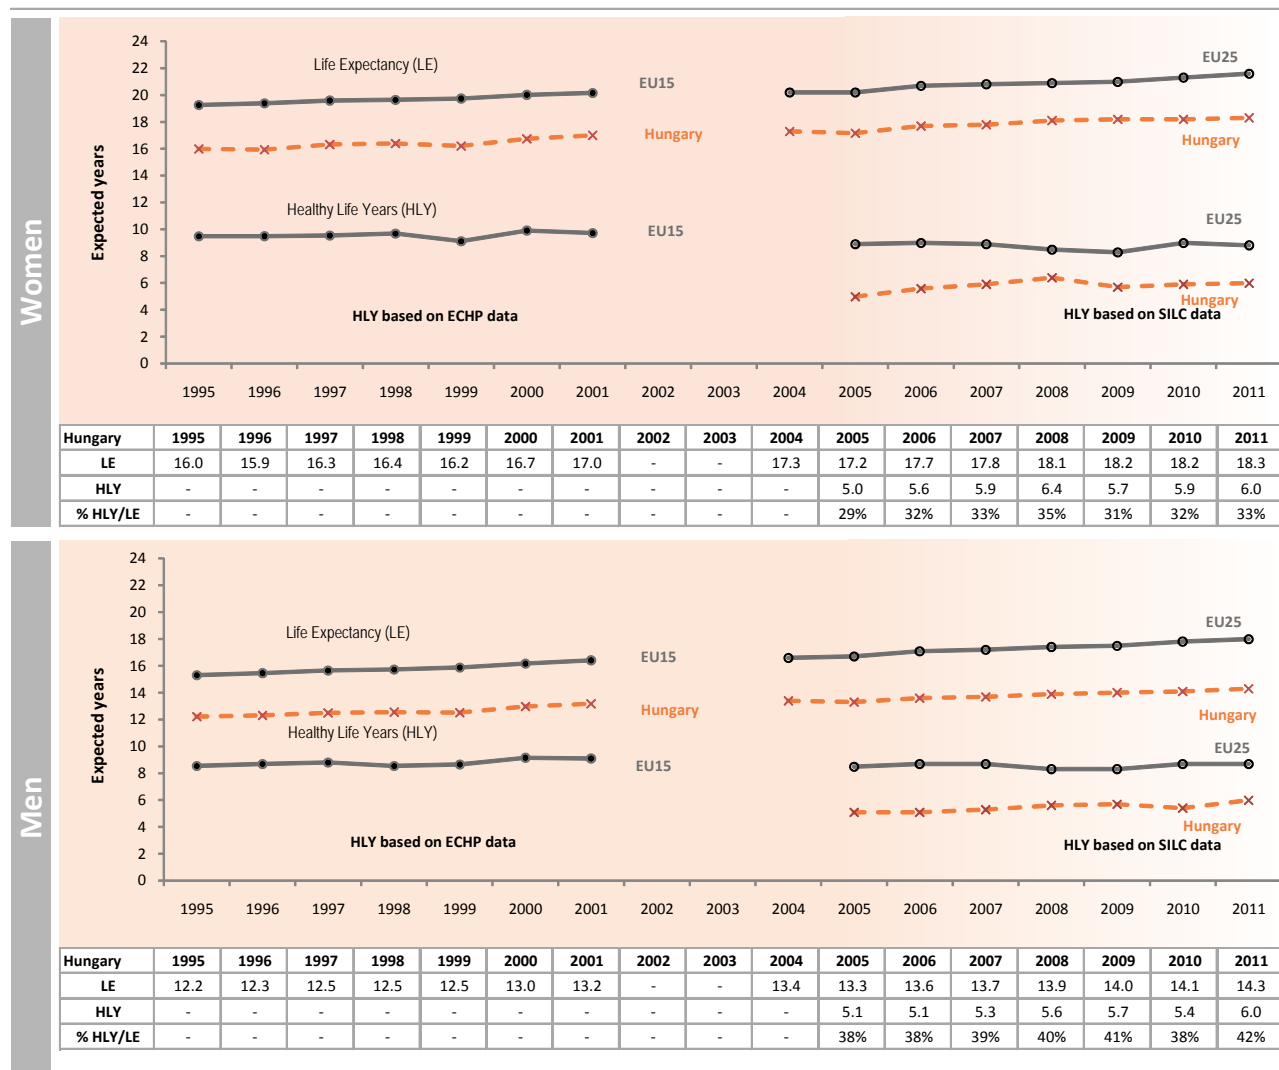 Women
24
22
20
18
16
14
12
10
8
6
4
2
0
Expected years
Life Expectancy (LE)
EU15
EU25
Hungary
Hungary
Healthy Life Years (HLY)
EU15
EU25
Hungary
HLY based on ECHP data
HLY based on SILC data
1995 1996 1997 1998 1999 2000 2001 2002 2003 2004 2005 2006 2007 2008 2009 2010 2011
Hungary 1995 1996 1997 1998 1999 2000 2001 2002 2003 2004 2005 2006 2007 2008 2009 2010 2011
LE 16.0 15.9 16.3 16.4 16.2 16.7 17.0 - - 17.3 17.2 17.7 17.8 18.1 18.2 18.2 18.3
HLY - - - - - - - - - - 5.0 5.6 5.9 6.4 5.7 5.9 6.0
% HLY/LE - - - - - - - - - - 29% 32% 33% 35% 31% 32% 33%
Men
24
22
20
18
16
14
12
10
8
6
4
2
0
Expected years
Life Expectancy (LE)
EU15
EU25
Hungary
Hungary
Healthy Life Years (HLY)
EU15
EU25
Hungary
HLY based on ECHP data
HLY based on SILC data
1995 1996 1997 1998 1999 2000 2001 2002 2003 2004 2005 2006 2007 2008 2009 2010 2011
Hungary 1995 1996 1997 1998 1999 2000 2001 2002 2003 2004 2005 2006 2007 2008 2009 2010 2011
LE 12.2 12.3 12.5 12.5 12.5 13.0 13.2 - - 13.4 13.3 13.6 13.7 13.9 14.0 14.1 14.3
HLY - - - - - - - - - - 5.1 5.1 5.3 5.6 5.7 5.4 6.0
% HLY/LE - - - - - - - - - - 38% 38% 39% 40% 41% 38% 42%